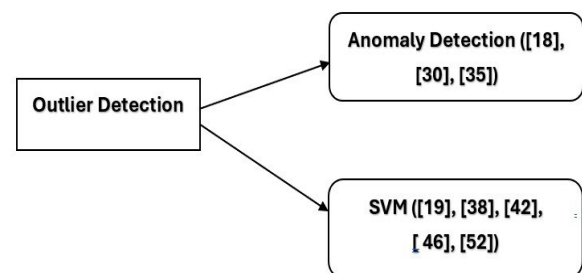 Anomaly Detection ([18],
[30], [35])
Outlier Detection
SVM ([19], [38], [42],
[ 46], [52])